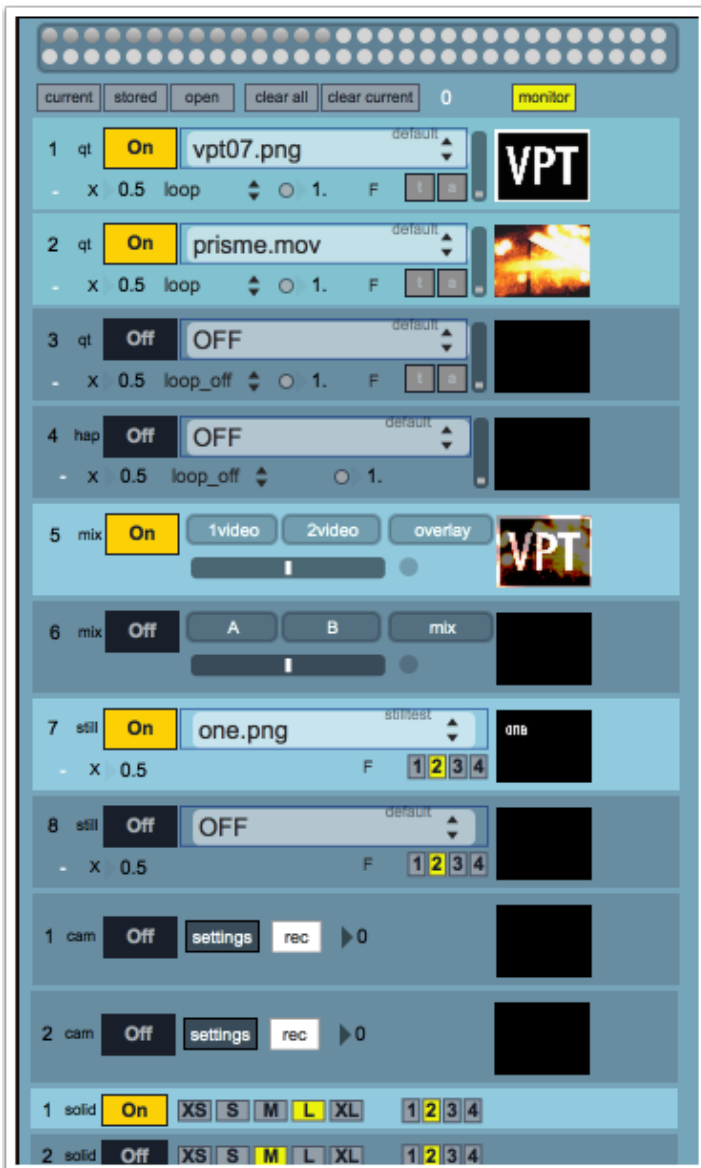 current stored open clear all clear current 0 monitor
default
1 qt On vpt07.png VPT
- X 0.5 loop 1. F t a
default
2 qt On prisme.mov
- X 0.5 loop 1. F t a
default
3 qt Off OFF
- X 0.5 loop_off 1. F t a
default
4 hap Off OFF
- X 0.5 loop_off 1.
5 mix On 1video 2video overlay VPT
6 mix Off A B mix
stilltest
7 still On one.png one
- X 0.5 F 1 2 3 4
default
8 still Off OFF
- X 0.5 F 1 2 3 4
1 cam Off settings rec 0
2 cam Off settings rec 0
1 solid On XS S M L XL 1 2 3 4
2 solid Off XS S M L XL 1 2 3 4